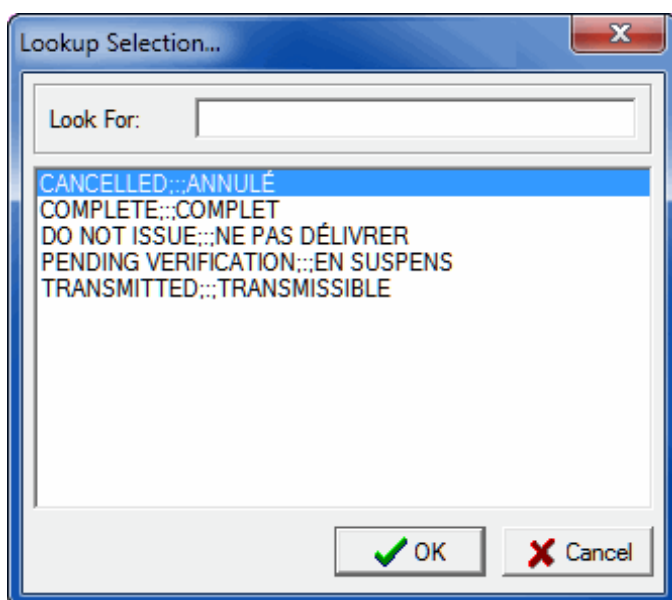 Lookup Selection...
Look For:
CANCELLED;:;ANNULÉ
COMPLETE;:;COMPLET
DO NOT ISSUE;:;NE PAS DÉLIVRER
PENDING VERIFICATION;:;EN SUSPENS
TRANSMITTED;:;TRANSMISSIBLE
OK
Cancel